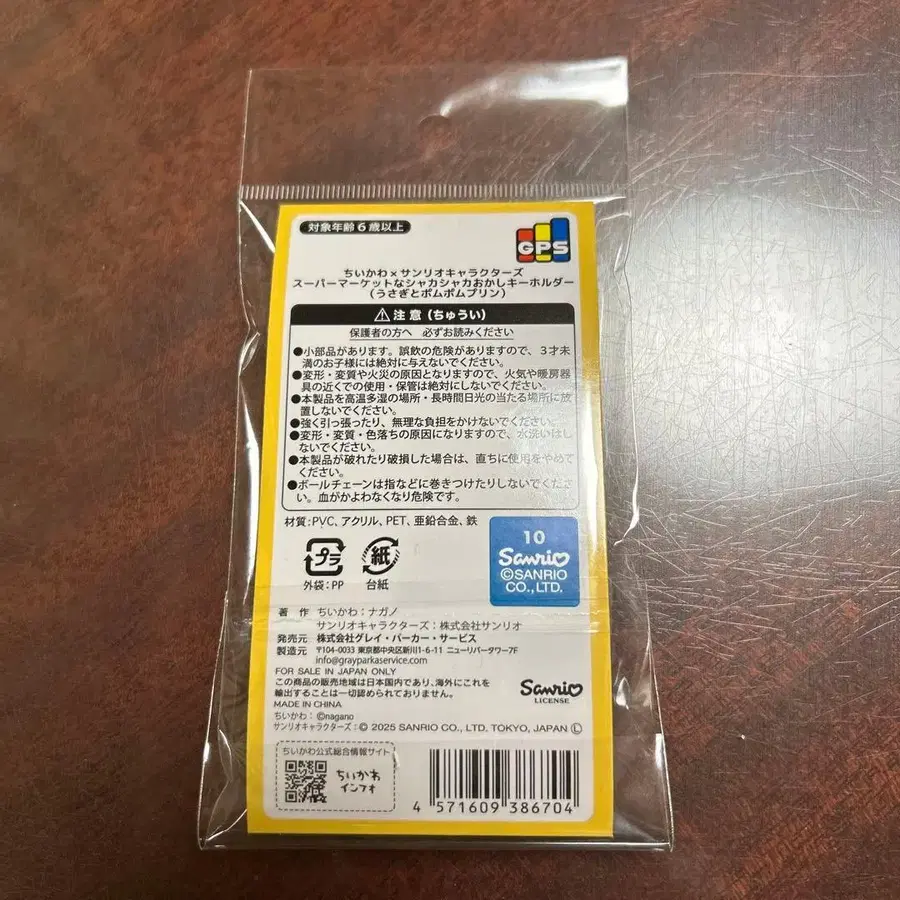 対象年齢6歳以上
GPS
ちいかわ×サンリオキャラクターズ
スーパーマーケットなシャカシャカおかしキーホルダー
（うさぎとポムポムプリン）
⚠ 注意（ちゅうい）
保護者の方へ　必ずお読みください
●小部品があります。誤飲の危険がありますので、3才未
満のお子様には絶対に与えないでください。
●変形・変質や火災の原因となりますので、火気や暖房器
具の近くでの使用・保管は絶対にしないでください。
●本製品を高温多湿の場所・長時間日光の当たる場所に放
置しないでください。
●強く引っ張ったり、無理な負担をかけないでください。
●変形・変質・色落ちの原因になりますので、水洗いはし
ないでください。
●本製品が破れたり破損した場合は、直ちに使用をやめて
ください。
●ボールチェーンは指などに巻きつけたりしないでくださ
い。血がかよわなくなり危険です。
材質：PVC、アクリル、PET、亜鉛合金、鉄
プラ
外袋：PP
紙
台紙
10
Sanrio
©SANRIO
CO., LTD.
著　作　ちいかわ：ナガノ
サンリオキャラクターズ：株式会社サンリオ
発売元　株式会社グレイ・パーカー・サービス
製造元　〒104-0033 東京都中央区新川1-6-11 ニューリバータワー7F
info@grayparkaservice.com
FOR SALE IN JAPAN ONLY
この商品の販売地域は日本国内であり、海外にこれを
輸出することは一切認められておりません。
MADE IN CHINA
Sanrio
LICENSE
ちいかわ：©nagano
サンリオキャラクターズ：© 2025 SANRIO CO., LTD. TOKYO, JAPAN Ⓛ
ちいかわ公式総合情報サイト
ちいかわ
インフォ
4 571609 386704